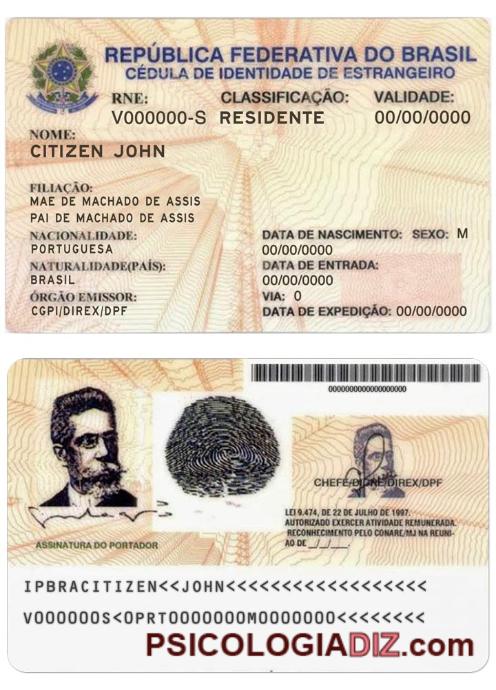 REPÚBLICA FEDERATIVA DO BRASIL
CÉDULA DE IDENTIDADE DE ESTRANGEIRO
RNE: CLASSIFICAÇÃO: VALIDADE:
V000000-S RESIDENTE 00/00/0000
NOME:
CITIZEN JOHN
FILIAÇÃO:
MAE DE MACHADO DE ASSIS
PAI DE MACHADO DE ASSIS
NACIONALIDADE: DATA DE NASCIMENTO: SEXO: M
PORTUGUESA 00/00/0000
NATURALIDADE(PAÍS): DATA DE ENTRADA:
BRASIL 00/00/0000
ÓRGÃO EMISSOR: VIA: 0
CGPI/DIREX/DPF DATA DE EXPEDIÇÃO: 00/00/0000
CHEFE/DICRE/DIREX/DPF
LEI 9.474, DE 22 DE JULHO DE 1997.
AUTORIZADO EXERCER ATIVIDADE REMUNERADA.
RECONHECIMENTO PELO CONARE/MJ NA REUNI-
AO DE __/__/__.
ASSINATURA DO PORTADOR
IPBRACITIZEN<<JOHN<<<<<<<<<<<<<<<<<<<
V000000S<0PRT0000000M0000000<<<<<<<<
PSICOLOGIADIZ.com